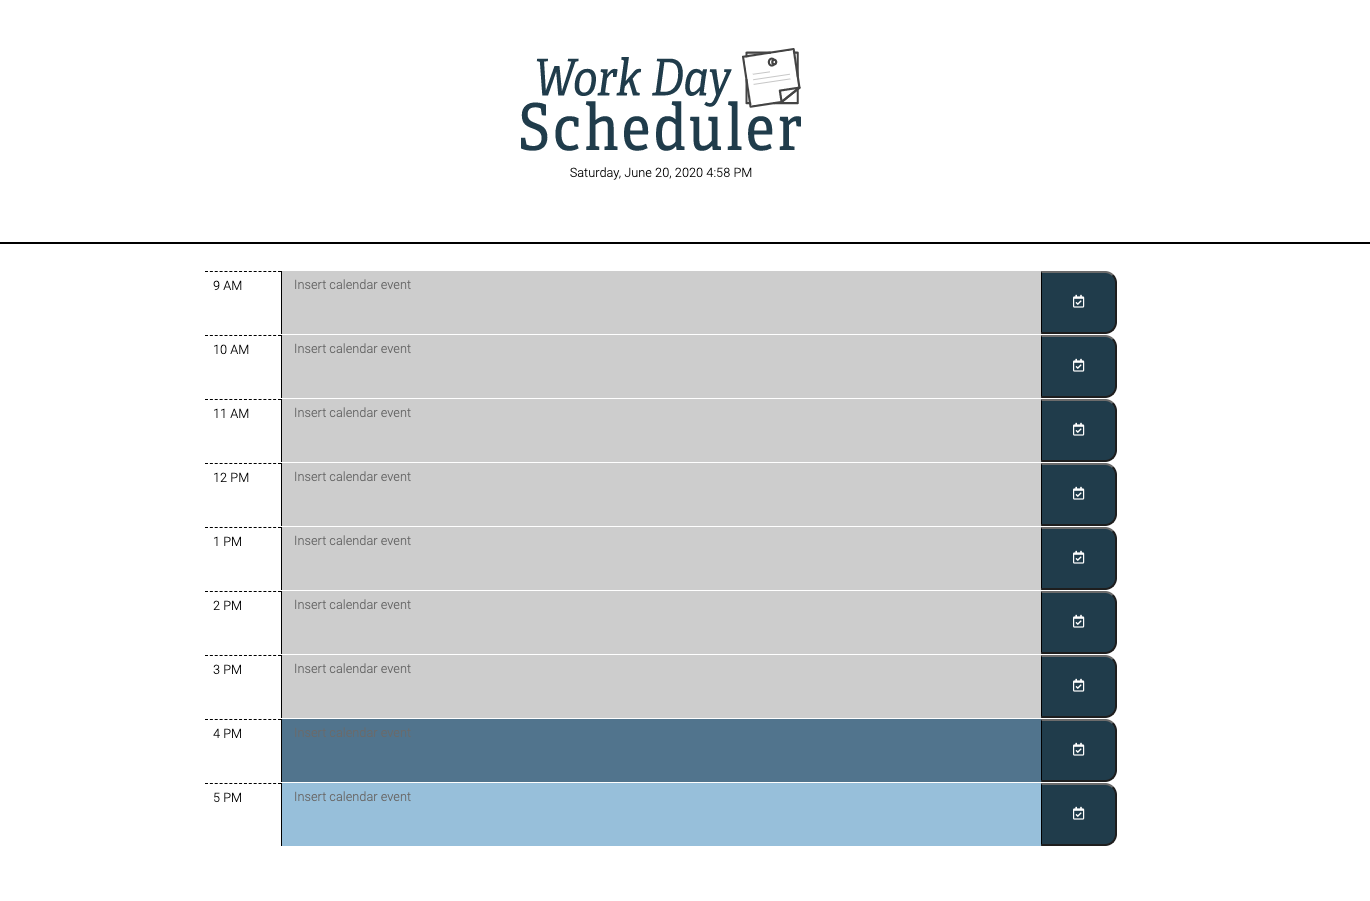 Work Day
Scheduler
Saturday, June 20, 2020 4:58 PM
9 AM
Insert calendar event
10 AM
Insert calendar event
11 AM
Insert calendar event
12 PM
Insert calendar event
1 PM
Insert calendar event
2 PM
Insert calendar event
3 PM
Insert calendar event
4 PM
Insert calendar event
5 PM
Insert calendar event